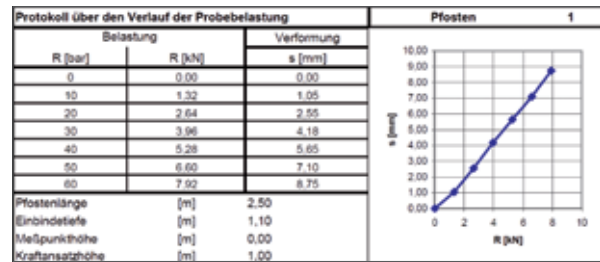 Protokoll über den Verlauf der Probebelastung
Pfosten 1
Belastung Verformung
R [bar] R [kN] s [mm]
0 0,00 0,00
10 1,32 1,05
20 2,64 2,55
30 3,96 4,18
40 5,28 5,65
50 6,60 7,10
60 7,92 8,75
Pfostenlänge [m] 2,50
Einbindetiefe [m] 1,10
Meßpunkthöhe [m] 0,00
Kraftansatzhöhe [m] 1,00
10,00
9,00
8,00
7,00
6,00
5,00
4,00
3,00
2,00
1,00
0,00
s [mm]
0 2 4 6 8 10
R [kN]